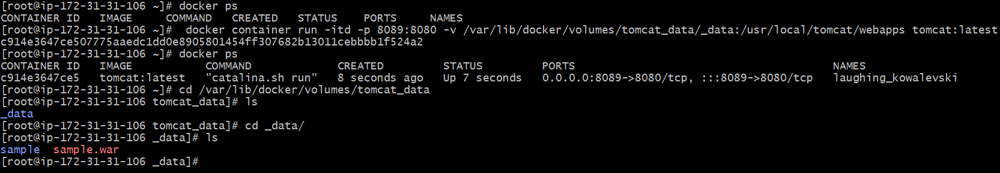 [root@ip-172-31-31-106 ~]# docker ps
CONTAINER ID   IMAGE     COMMAND   CREATED   STATUS    PORTS     NAMES
[root@ip-172-31-31-106 ~]#  docker container run -itd -p 8089:8080 -v /var/lib/docker/volumes/tomcat_data/_data:/usr/local/tomcat/webapps tomcat:latest
c914e3647ce507775aaedc1dd0e8905801454ff307682b13011cebbbb1f524a2
[root@ip-172-31-31-106 ~]# docker ps
CONTAINER ID   IMAGE           COMMAND             CREATED         STATUS         PORTS                                       NAMES
c914e3647ce5   tomcat:latest   "catalina.sh run"   8 seconds ago   Up 7 seconds   0.0.0.0:8089->8080/tcp, :::8089->8080/tcp   laughing_kowalevski
[root@ip-172-31-31-106 ~]# cd /var/lib/docker/volumes/tomcat_data
[root@ip-172-31-31-106 tomcat_data]# ls
_data
[root@ip-172-31-31-106 tomcat_data]# cd _data/
[root@ip-172-31-31-106 _data]# ls
sample  sample.war
[root@ip-172-31-31-106 _data]#